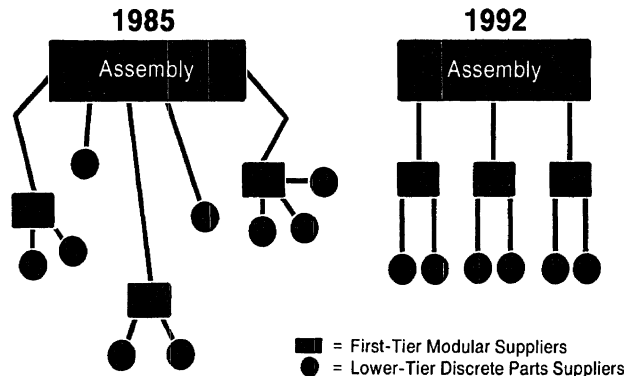 1985
1992
Assembly
Assembly
= First-Tier Modular Suppliers
= Lower-Tier Discrete Parts Suppliers